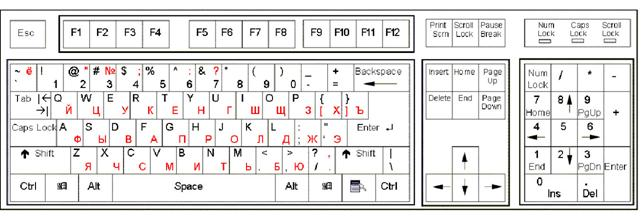 Esc F1 F2 F3 F4 F5 F6 F7 F8 F9 F10 F11 F12 Print Scrn Scroll Lock Pause Break Num Lock Caps Lock Scroll Lock
~ ё ! 1 @ " 2 # № 3 $ ; 4 % 5 ^ : 6 & ? 7 * 8 ( 9 ) 0 _ - + = Backspace Insert Home Page Up Num Lock / * -
Tab Q Й W Ц E У R К T Е Y Н U Г I Ш O Щ P З { [ Х } ] Ъ Delete End Page Down 7 Home 8 9 PgUp +
Caps Lock A Ф S Ы D В F А G П H Р J О K Л L Д : ; Ж " ' Э Enter 4 5 6
Shift Z Я X Ч C С V М B И N Т M Ь < , Б > . Ю ? / , Shift | \ 1 End 2 3 PgDn Enter
Ctrl Alt Space Alt Ctrl 0 Ins . Del